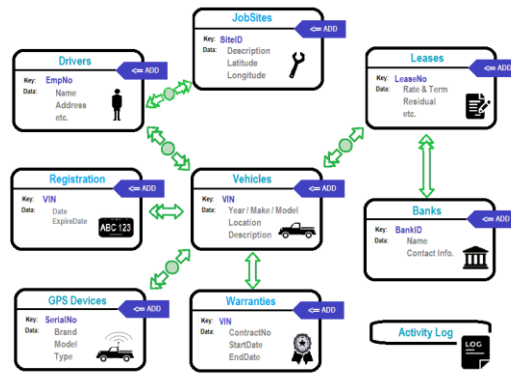 JobSites
<= ADD
Key: SiteID
Data: Description
Latitude
Longitude
Drivers
<= ADD
Key: EmpNo
Data: Name
Address
etc.
Leases
<= ADD
Key: LeaseNo
Data: Rate & Term
Residual
etc.
Registration
<= ADD
Key: VIN
Data: Date
ExpireDate
ABC 123
Vehicles
<= ADD
Key: VIN
Data: Year / Make / Model
Location
Description
Banks
<= ADD
Key: BankID
Data: Name
Contact Info.
GPS Devices
<= ADD
Key: SerialNo
Data: Brand
Model
Type
Warranties
<= ADD
Key: VIN
Data: ContractNo
StartDate
EndDate
Activity Log
LOG